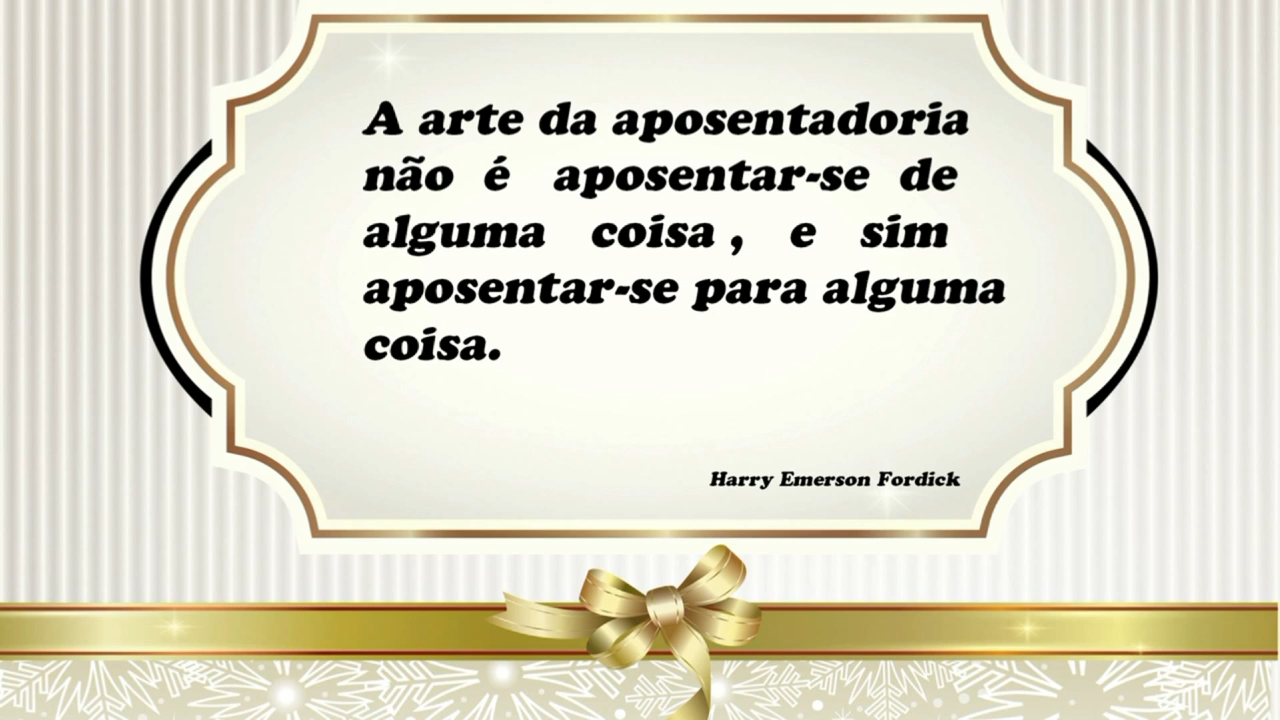 A arte da aposentadoria
não é aposentar-se de
alguma coisa , e sim
aposentar-se para alguma
coisa.
Harry Emerson Fordick